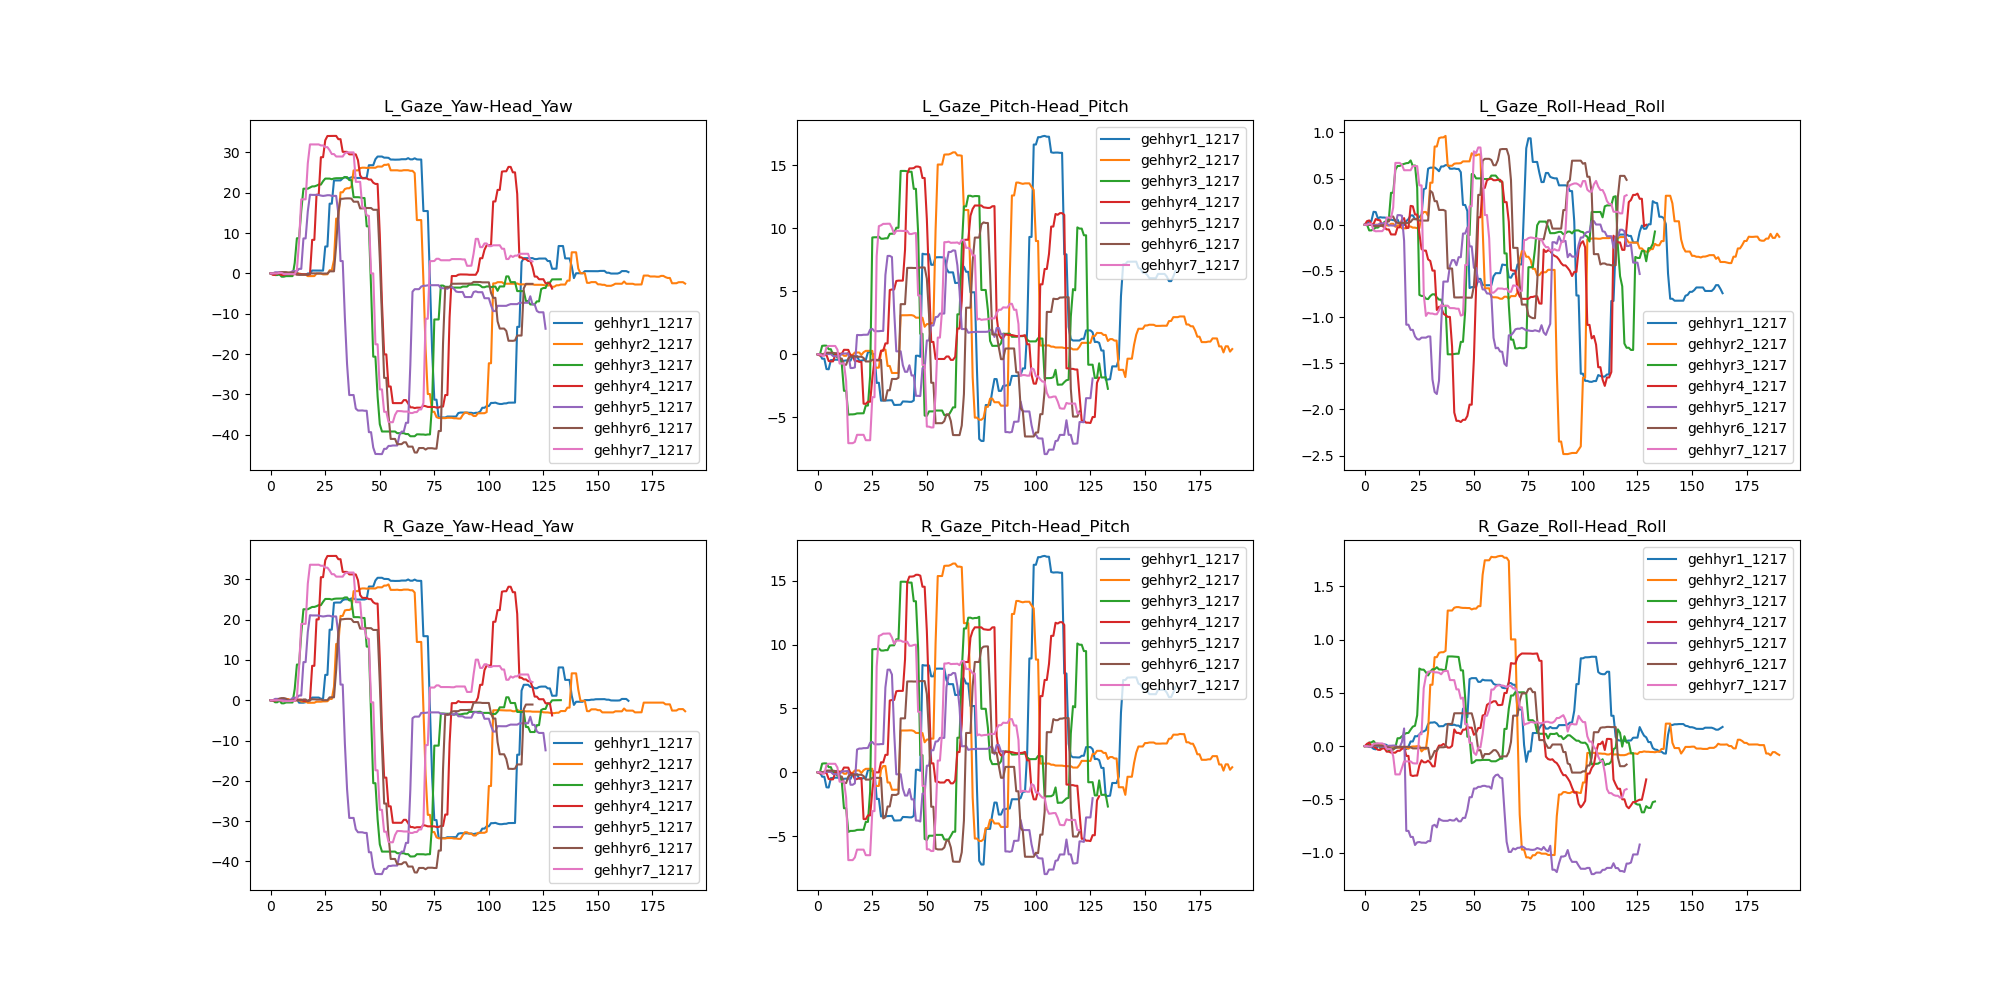 L_Gaze_Yaw-Head_Yaw
30
20
10
0
−10
−20
−30
−40
0 25 50 75 100 125 150 175
gehhyr1_1217
gehhyr2_1217
gehhyr3_1217
gehhyr4_1217
gehhyr5_1217
gehhyr6_1217
gehhyr7_1217
L_Gaze_Pitch-Head_Pitch
15
10
5
0
−5
0 25 50 75 100 125 150 175
gehhyr1_1217
gehhyr2_1217
gehhyr3_1217
gehhyr4_1217
gehhyr5_1217
gehhyr6_1217
gehhyr7_1217
L_Gaze_Roll-Head_Roll
1.0
0.5
0.0
−0.5
−1.0
−1.5
−2.0
−2.5
0 25 50 75 100 125 150 175
gehhyr1_1217
gehhyr2_1217
gehhyr3_1217
gehhyr4_1217
gehhyr5_1217
gehhyr6_1217
gehhyr7_1217
R_Gaze_Yaw-Head_Yaw
30
20
10
0
−10
−20
−30
−40
0 25 50 75 100 125 150 175
gehhyr1_1217
gehhyr2_1217
gehhyr3_1217
gehhyr4_1217
gehhyr5_1217
gehhyr6_1217
gehhyr7_1217
R_Gaze_Pitch-Head_Pitch
15
10
5
0
−5
0 25 50 75 100 125 150 175
gehhyr1_1217
gehhyr2_1217
gehhyr3_1217
gehhyr4_1217
gehhyr5_1217
gehhyr6_1217
gehhyr7_1217
R_Gaze_Roll-Head_Roll
1.5
1.0
0.5
0.0
−0.5
−1.0
0 25 50 75 100 125 150 175
gehhyr1_1217
gehhyr2_1217
gehhyr3_1217
gehhyr4_1217
gehhyr5_1217
gehhyr6_1217
gehhyr7_1217